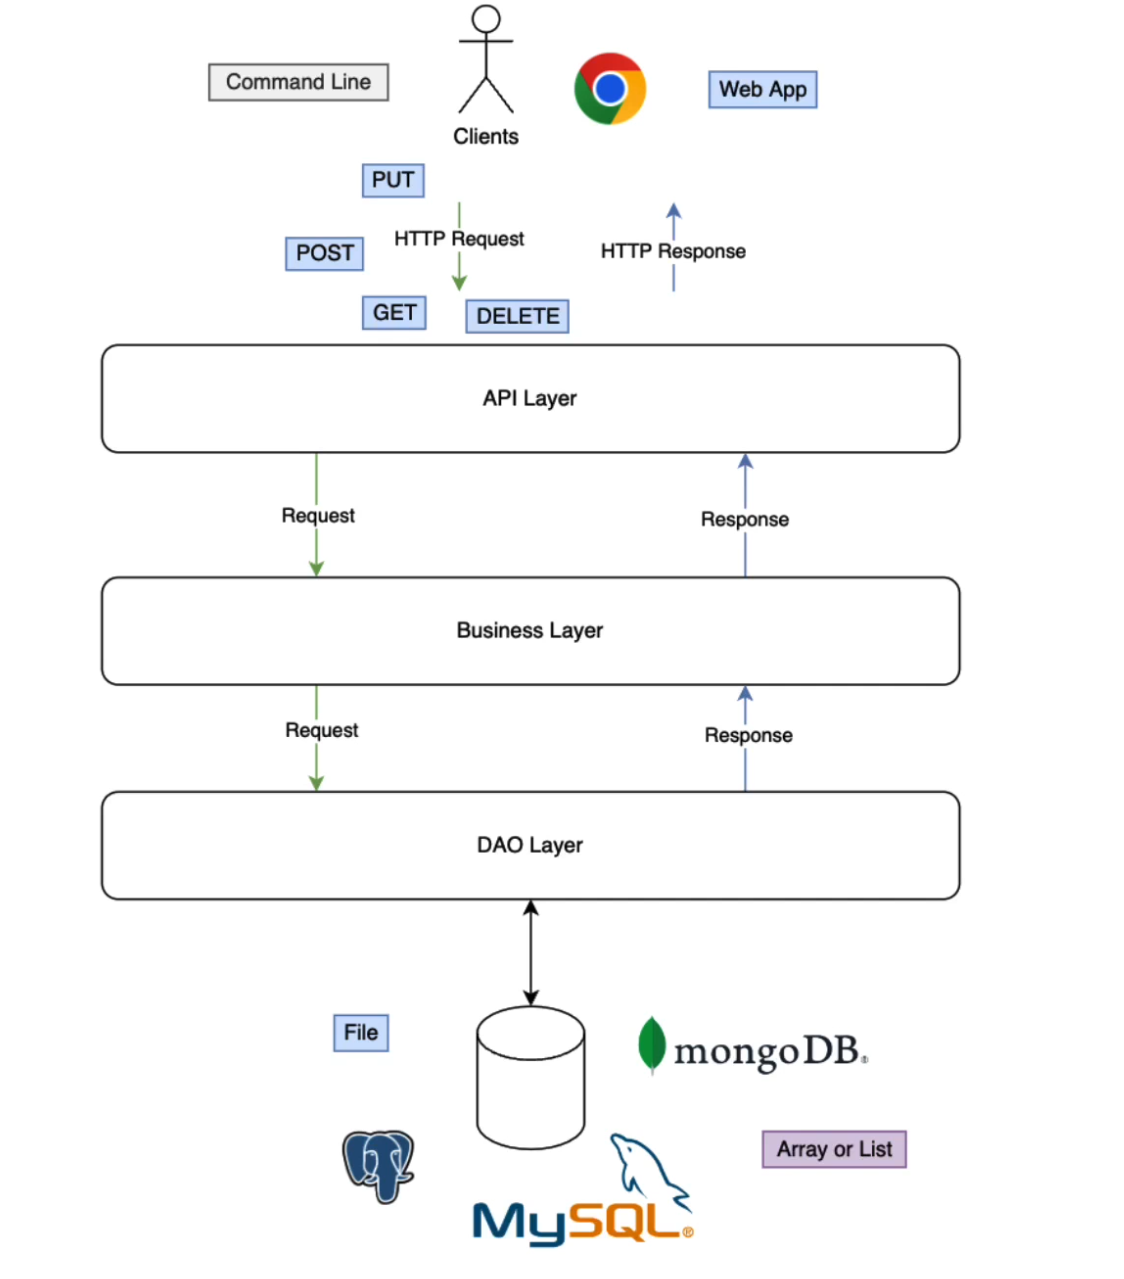 Command Line
Web App
Clients
PUT
HTTP Request
POST
HTTP Response
GET
DELETE
API Layer
Request
Response
Business Layer
Request
Response
DAO Layer
File
mongoDB®
Array or List
MySQL®